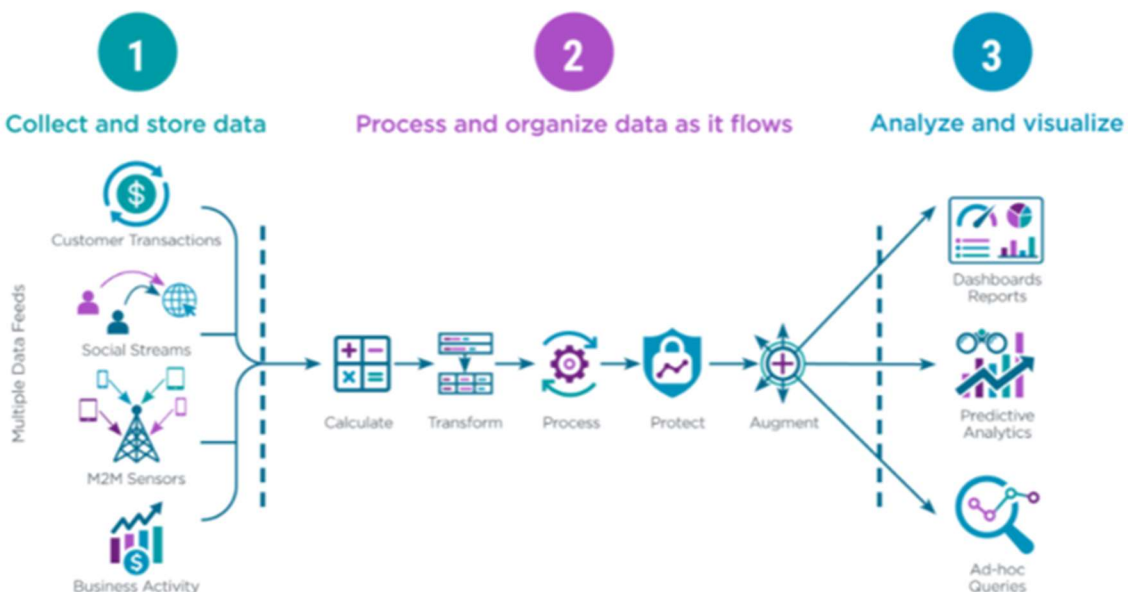 1
2
3
Collect and store data
Process and organize data as it flows
Analyze and visualize
Multiple Data Feeds
Customer Transactions
Social Streams
M2M Sensors
Business Activity
Calculate
Transform
Process
Protect
Augment
Dashboards
Reports
Predictive
Analytics
Ad-hoc
Queries